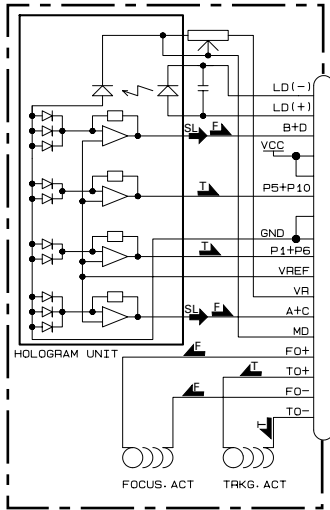 LD(-)
LD(+)
SL F B+D
VCC
T P5+P10
GND
T P1+P6
VREF
VR
SL F A+C
MD
HOLOGRAM UNIT
F FO+
T TO+
F FO-
T TO-
FOCUS.ACT TRKG.ACT